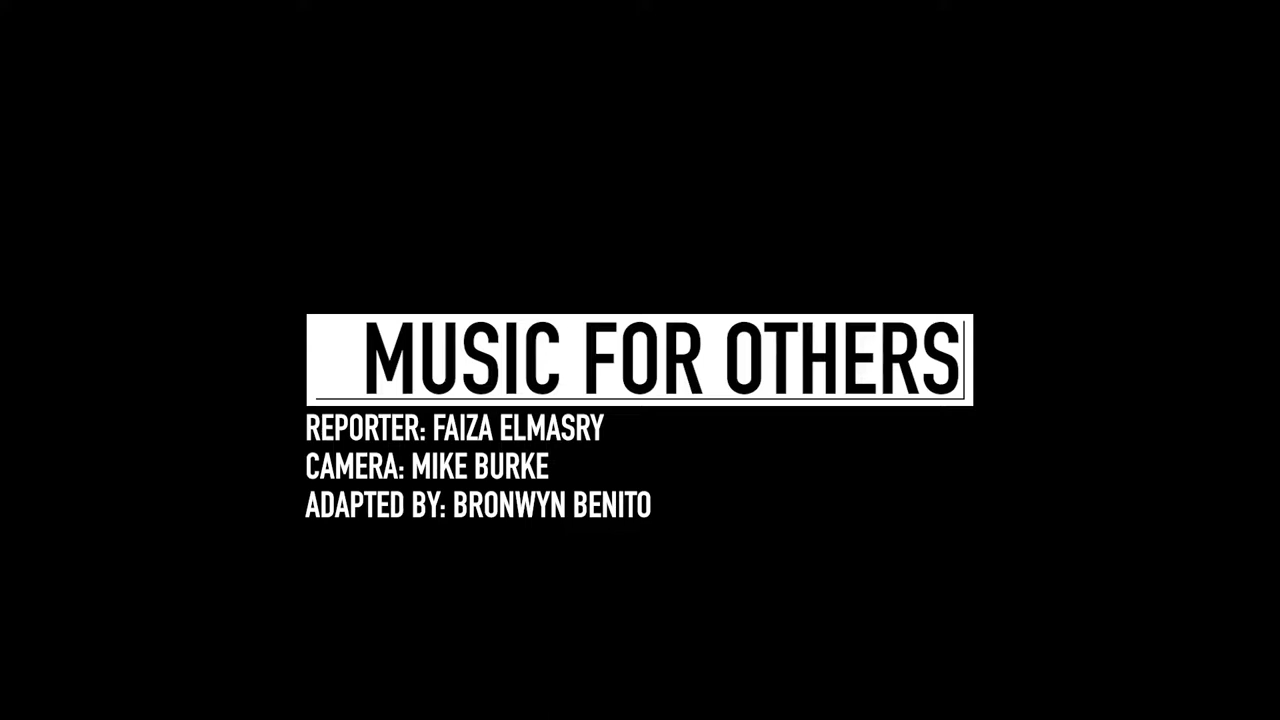 MUSIC FOR OTHERS
REPORTER: FAIZA ELMASRY
CAMERA: MIKE BURKE
ADAPTED BY: BRONWYN BENITO